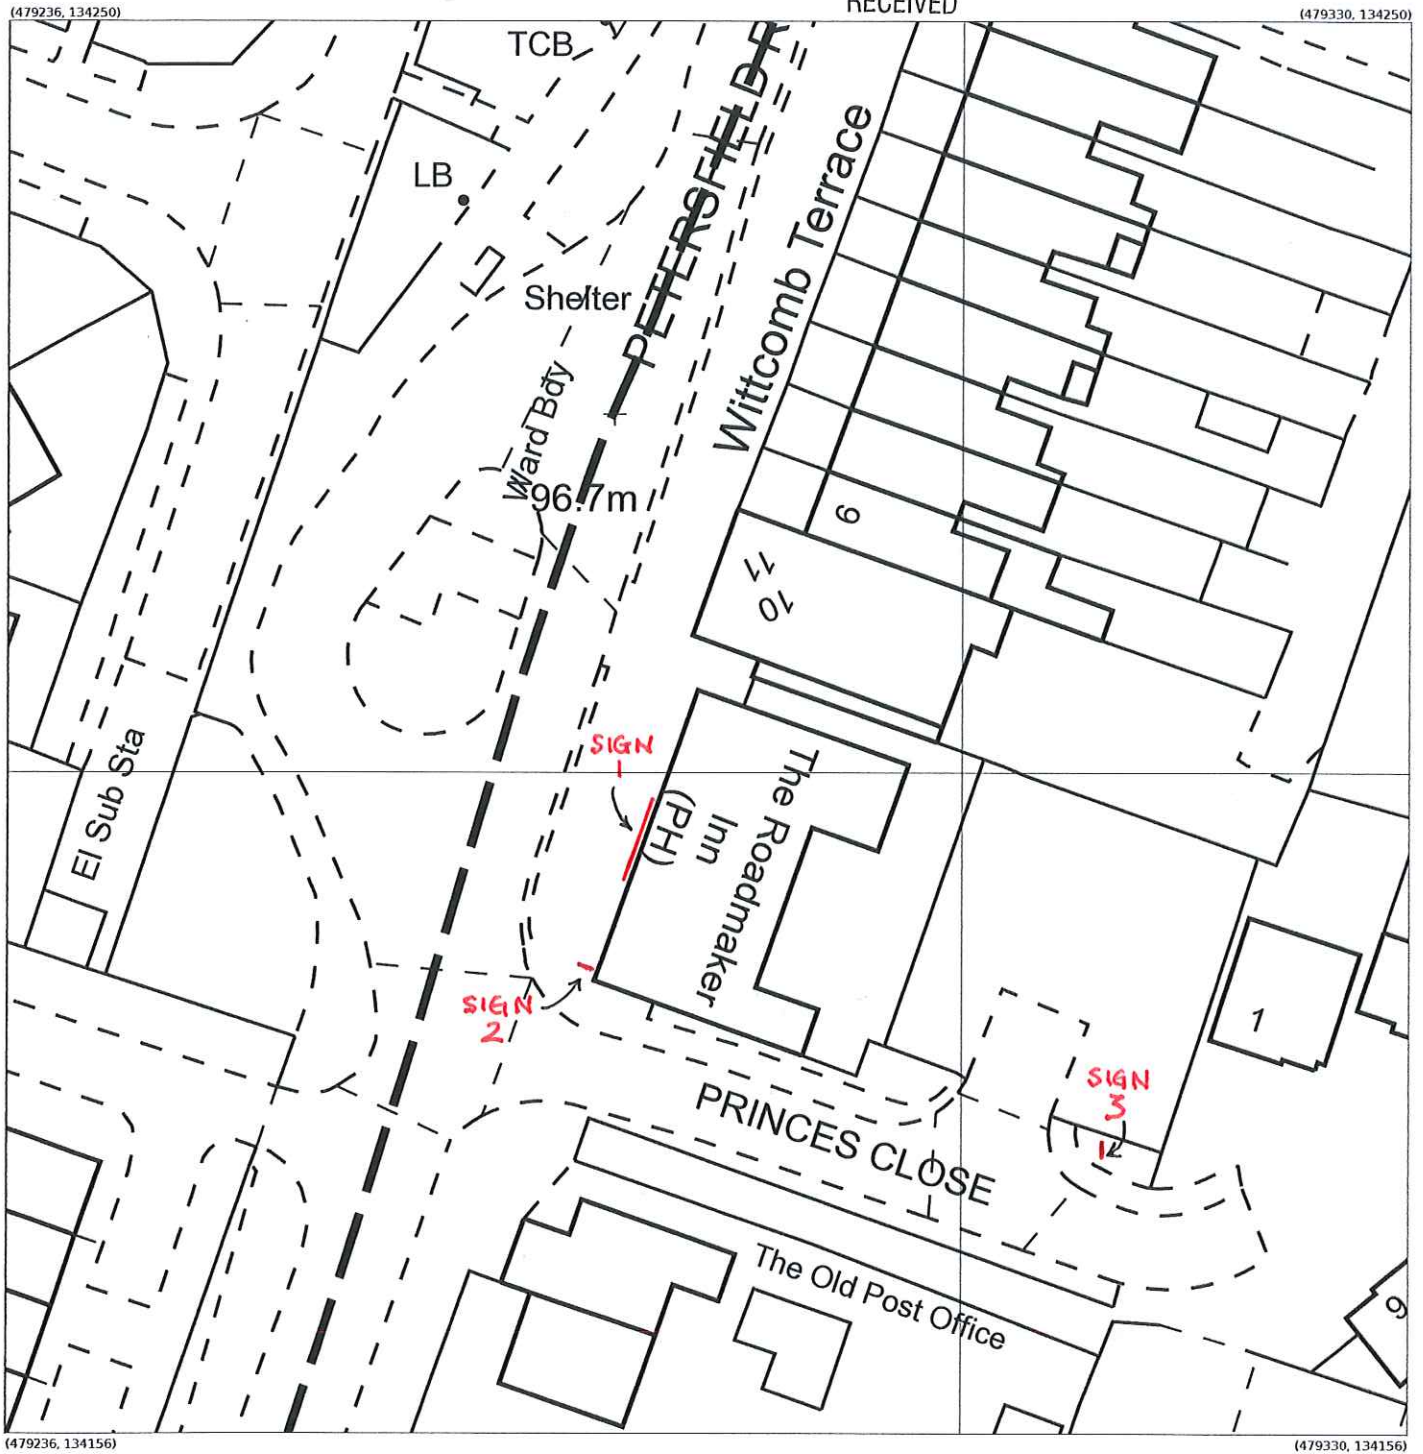 RECEIVED
(479236, 134250)
(479330, 134250)
TCB
LB
Shelter
PETERSFIELD
Wittcomb Terrace
Ward Bdy
96.7m
9
11
10
SIGN
1
The Roadmaker
Inn
(PH)
El Sub Sta
SIGN
2
1
SIGN
3
PRINCES CLOSE
The Old Post Office
9
(479236, 134156)
(479330, 134156)